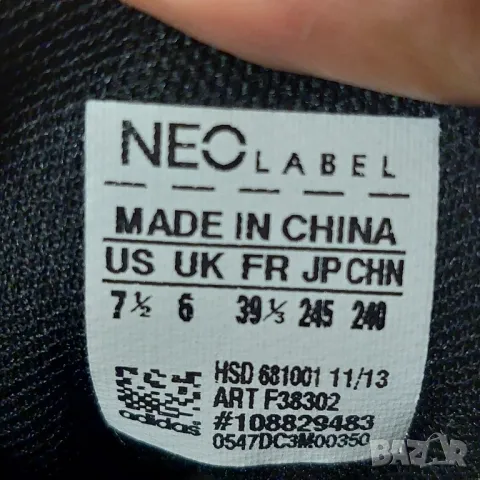 NEO LABEL
MADE IN CHINA
US UK FR JP CHN
7½ 6 39⅓ 245 240
HSD 681001 11/13
ART F38302
#108829483
0547DC3M00350
adidas
BAZAR